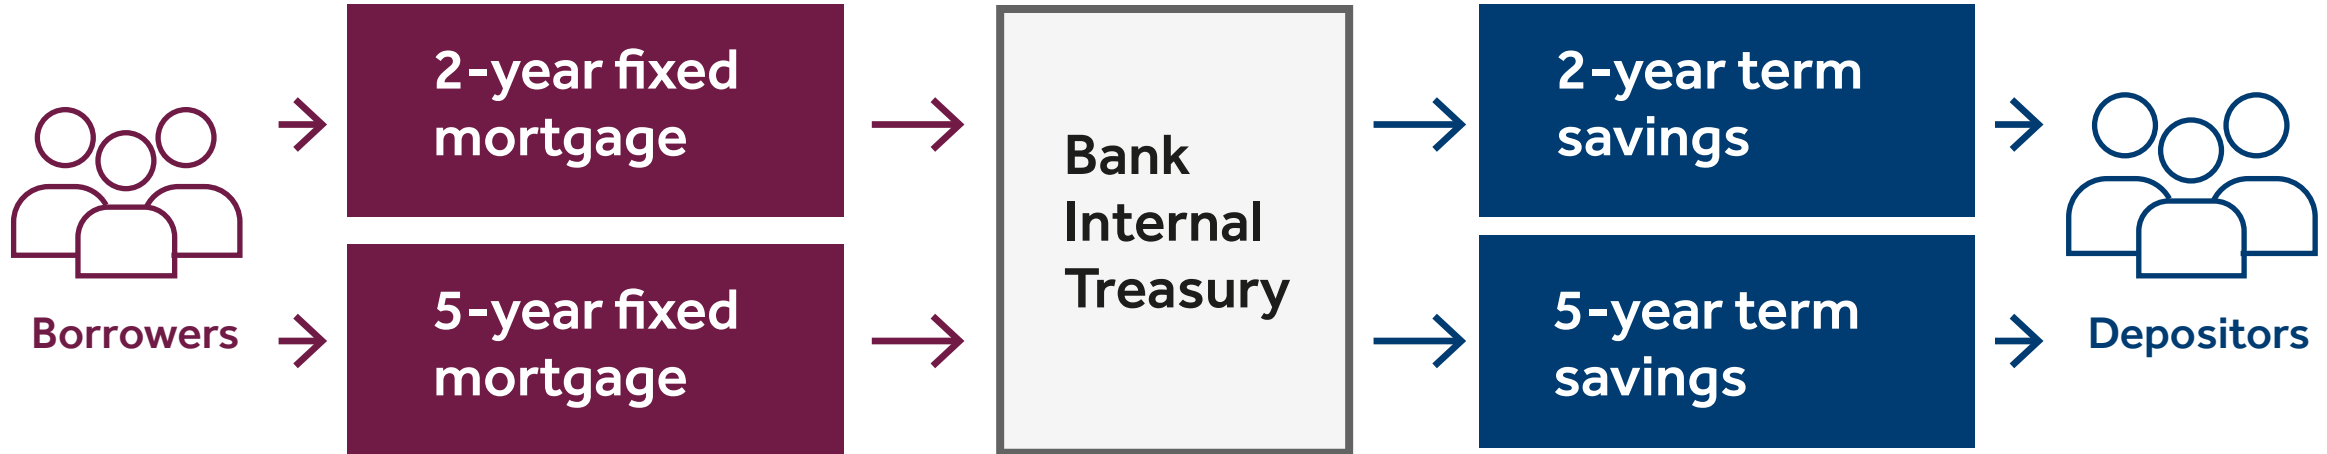 Borrowers
2-year fixed
mortgage
5-year fixed
mortgage
Bank
Internal
Treasury
2-year term
savings
5-year term
savings
Depositors